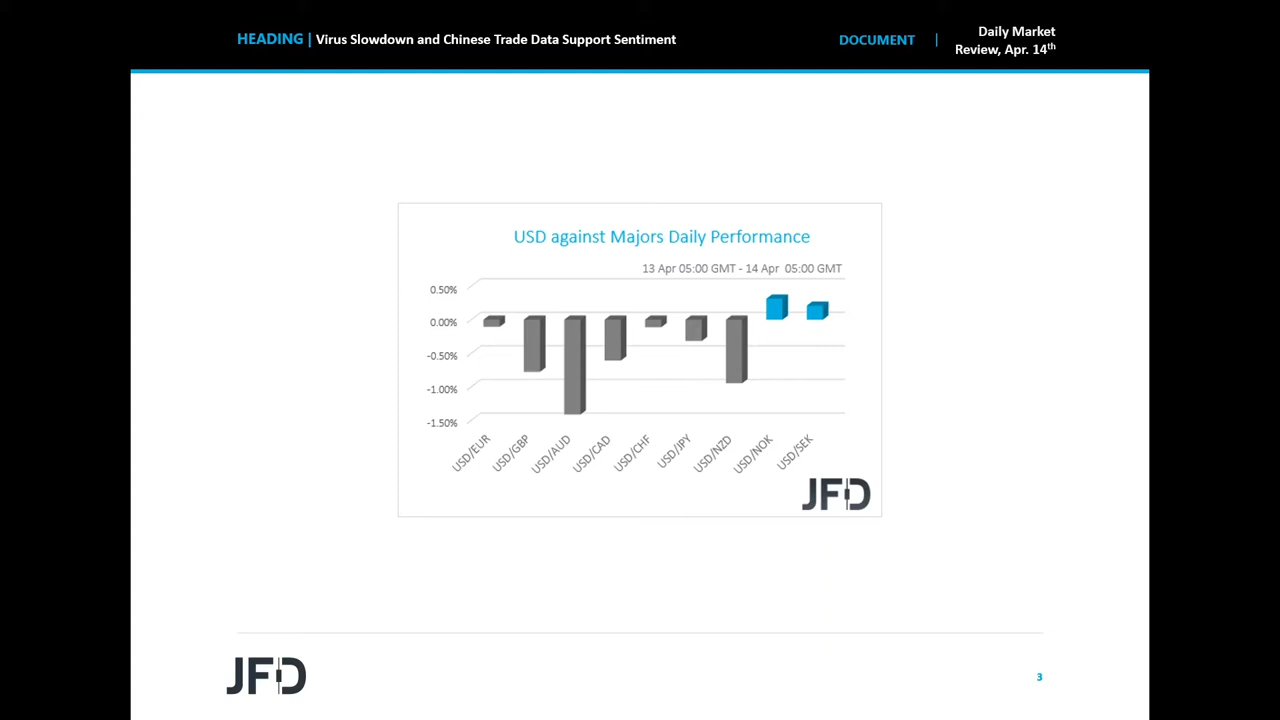 HEADING | Virus Slowdown and Chinese Trade Data Support Sentiment
DOCUMENT |
Daily Market
Review, Apr. 14th
USD against Majors Daily Performance
13 Apr 05:00 GMT - 14 Apr 05:00 GMT
0.50%
0.00%
-0.50%
-1.00%
-1.50%
USD/EUR
USD/GBP
USD/AUD
USD/CAD
USD/CHF
USD/JPY
USD/NZD
USD/NOK
USD/SEK
JFD
JFD
3